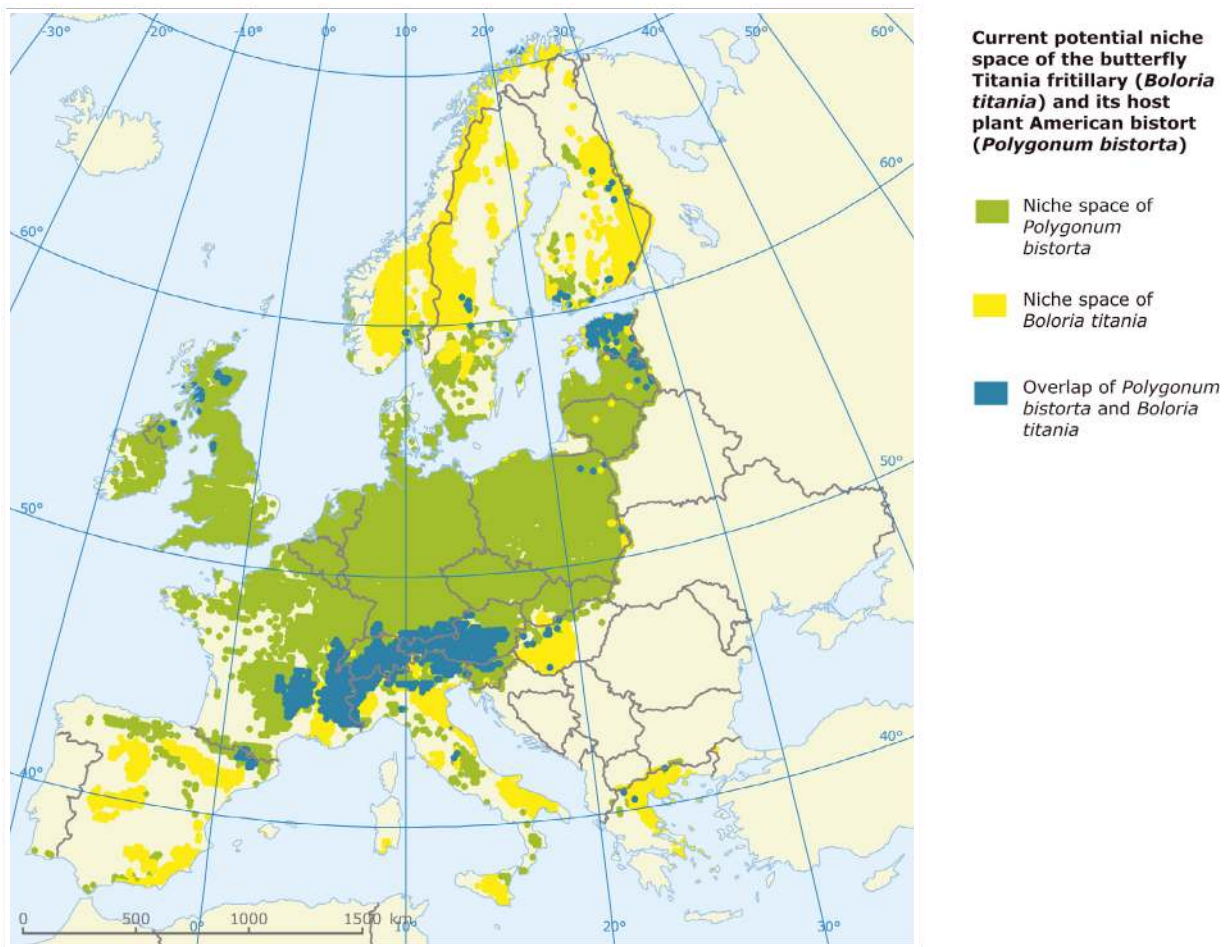 -30°
-20°
-10°
0°
10°
20°
30°
40°
50°
60°
60°
60°
50°
50°
40°
40°
0 500 1000 1500 km
0°
10°
20°
30°
Current potential niche
space of the butterfly
Titania fritillary (Boloria
titania) and its host
plant American bistort
(Polygonum bistorta)
Niche space of
Polygonum
bistorta
Niche space of
Boloria titania
Overlap of Polygonum
bistorta and Boloria
titania